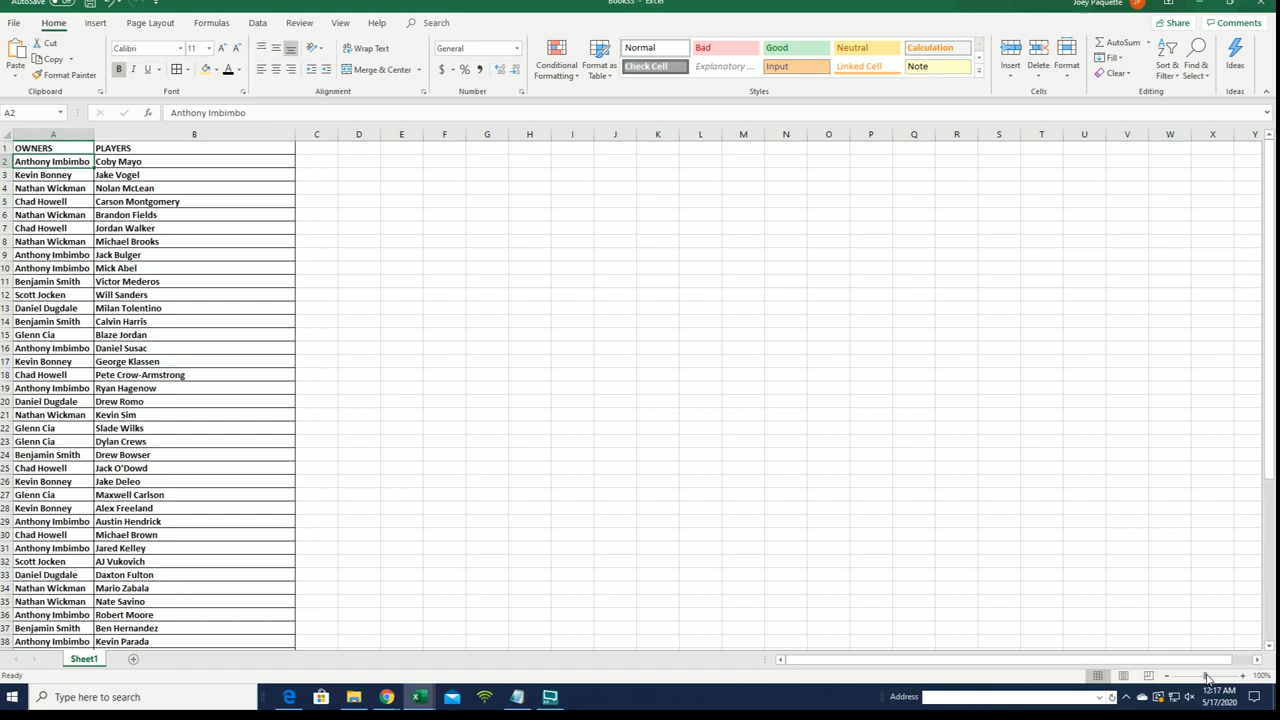 AutoSave Off Book33 - Excel Joey Paquette JP
File Home Insert Page Layout Formulas Data Review View Help Search Share Comments
Cut Calibri 11 Wrap Text General Normal Bad Good Neutral Calculation AutoSum
Copy Fill
Paste Format Painter B I U Merge & Center $ % Conditional Formatting Format as Table Check Cell Explanatory ... Input Linked Cell Note Insert Delete Format Clear Sort & Filter Find & Select Ideas
Clipboard Font Alignment Number Styles Cells Editing Ideas
A2 fx Anthony Imbimbo
A B C D E F G H I J K L M N O P Q R S T U V W X Y
1 OWNERS PLAYERS
2 Anthony Imbimbo Coby Mayo
3 Kevin Bonney Jake Vogel
4 Nathan Wickman Nolan McLean
5 Chad Howell Carson Montgomery
6 Nathan Wickman Brandon Fields
7 Chad Howell Jordan Walker
8 Nathan Wickman Michael Brooks
9 Anthony Imbimbo Jack Bulger
10 Anthony Imbimbo Mick Abel
11 Benjamin Smith Victor Mederos
12 Scott Jocken Will Sanders
13 Daniel Dugdale Milan Tolentino
14 Benjamin Smith Calvin Harris
15 Glenn Cia Blaze Jordan
16 Anthony Imbimbo Daniel Susac
17 Kevin Bonney George Klassen
18 Chad Howell Pete Crow-Armstrong
19 Anthony Imbimbo Ryan Hagenow
20 Daniel Dugdale Drew Romo
21 Nathan Wickman Kevin Sim
22 Glenn Cia Slade Wilks
23 Glenn Cia Dylan Crews
24 Benjamin Smith Drew Bowser
25 Chad Howell Jack O'Dowd
26 Kevin Bonney Jake Deleo
27 Glenn Cia Maxwell Carlson
28 Kevin Bonney Alex Freeland
29 Anthony Imbimbo Austin Hendrick
30 Chad Howell Michael Brown
31 Anthony Imbimbo Jared Kelley
32 Scott Jocken AJ Vukovich
33 Daniel Dugdale Daxton Fulton
34 Nathan Wickman Mario Zabala
35 Nathan Wickman Nate Savino
36 Anthony Imbimbo Robert Moore
37 Benjamin Smith Ben Hernandez
38 Anthony Imbimbo Kevin Parada
Sheet1
Ready 100%
Type here to search Address 12:17 AM
5/17/2020